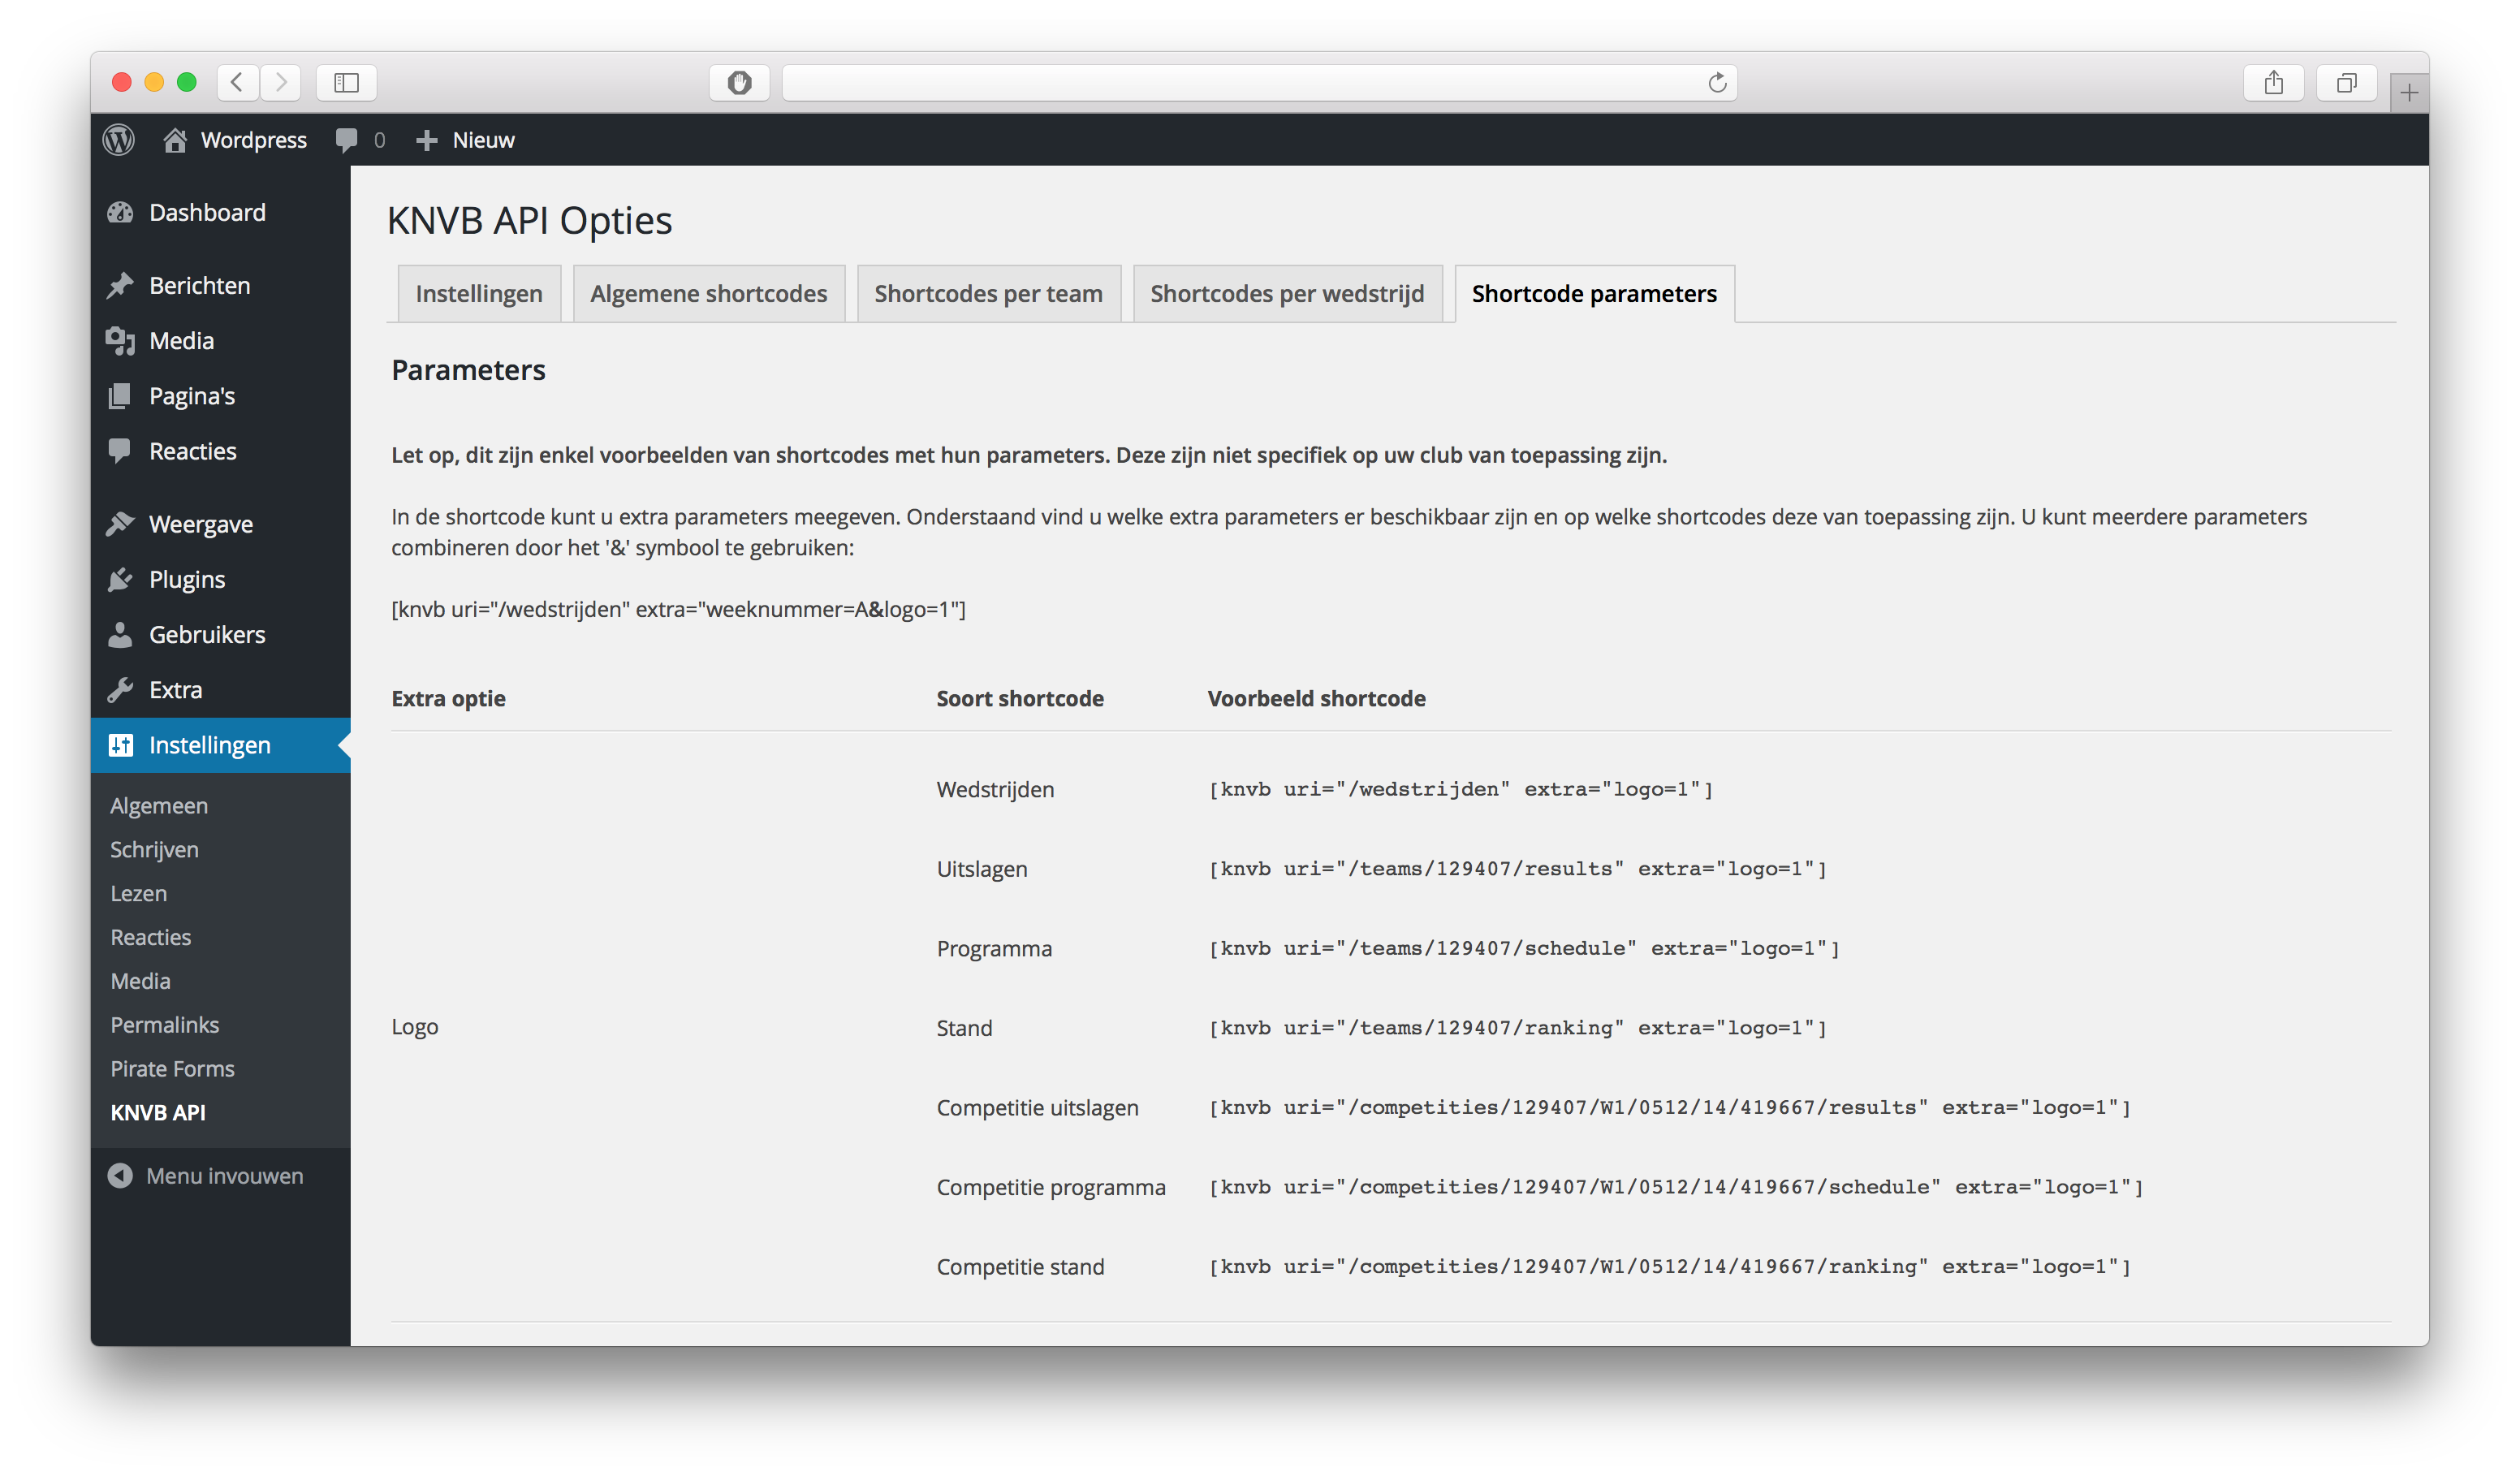 Wordpress 0 Nieuw
Dashboard
Berichten
Media
Pagina's
Reacties
Weergave
Plugins
Gebruikers
Extra
Instellingen
Algemeen
Schrijven
Lezen
Reacties
Media
Permalinks
Pirate Forms
KNVB API
Menu invouwen
KNVB API Opties
Instellingen Algemene shortcodes Shortcodes per team Shortcodes per wedstrijd Shortcode parameters
Parameters
Let op, dit zijn enkel voorbeelden van shortcodes met hun parameters. Deze zijn niet specifiek op uw club van toepassing zijn.
In de shortcode kunt u extra parameters meegeven. Onderstaand vind u welke extra parameters er beschikbaar zijn en op welke shortcodes deze van toepassing zijn. U kunt meerdere parameters
combineren door het '&' symbool te gebruiken:
[knvb uri="/wedstrijden" extra="weeknummer=A&logo=1"]
Extra optie Soort shortcode Voorbeeld shortcode
Wedstrijden [knvb uri="/wedstrijden" extra="logo=1"]
Uitslagen [knvb uri="/teams/129407/results" extra="logo=1"]
Programma [knvb uri="/teams/129407/schedule" extra="logo=1"]
Logo Stand [knvb uri="/teams/129407/ranking" extra="logo=1"]
Competitie uitslagen [knvb uri="/competities/129407/W1/0512/14/419667/results" extra="logo=1"]
Competitie programma [knvb uri="/competities/129407/W1/0512/14/419667/schedule" extra="logo=1"]
Competitie stand [knvb uri="/competities/129407/W1/0512/14/419667/ranking" extra="logo=1"]